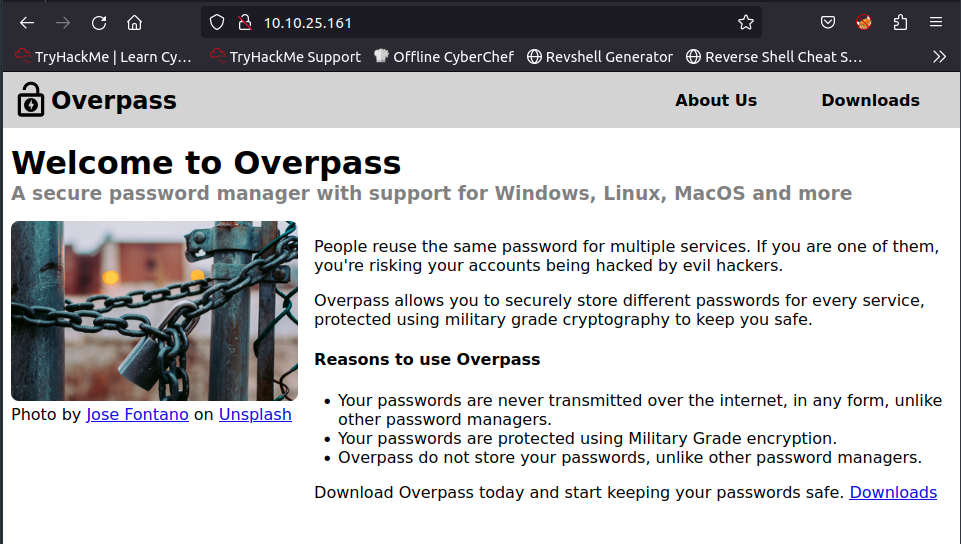 10.10.25.161
TryHackMe | Learn Cy… TryHackMe Support Offline CyberChef Revshell Generator Reverse Shell Cheat S…
Overpass About Us Downloads
Welcome to Overpass
A secure password manager with support for Windows, Linux, MacOS and more
People reuse the same password for multiple services. If you are one of them,
you're risking your accounts being hacked by evil hackers.
Overpass allows you to securely store different passwords for every service,
protected using military grade cryptography to keep you safe.
Reasons to use Overpass
• Your passwords are never transmitted over the internet, in any form, unlike
other password managers.
• Your passwords are protected using Military Grade encryption.
• Overpass do not store your passwords, unlike other password managers.
Download Overpass today and start keeping your passwords safe. Downloads
Photo by Jose Fontano on Unsplash